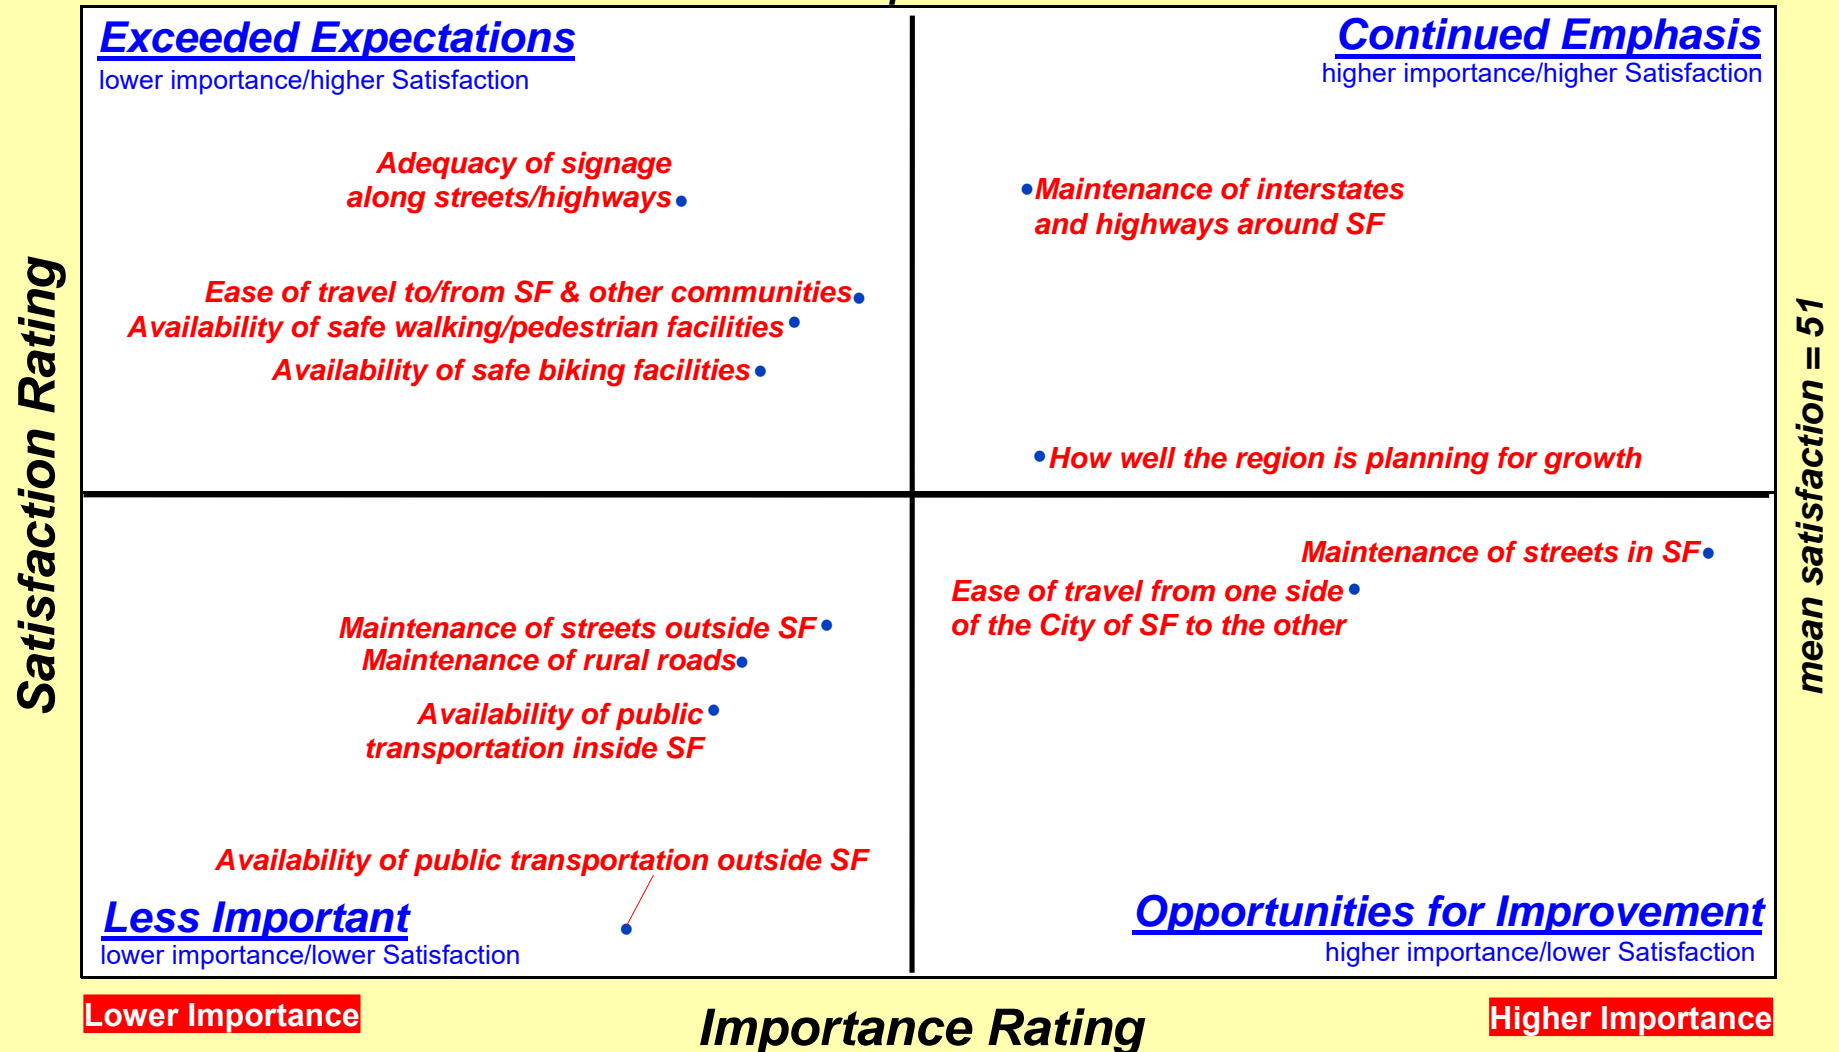 Exceeded Expectations
lower importance/higher Satisfaction
Continued Emphasis
higher importance/higher Satisfaction
Adequacy of signage
along streets/highways
Maintenance of interstates
and highways around SF
Ease of travel to/from SF & other communities
Availability of safe walking/pedestrian facilities
Availability of safe biking facilities
How well the region is planning for growth
Satisfaction Rating
mean satisfaction = 51
Maintenance of streets in SF
Ease of travel from one side
of the City of SF to the other
Maintenance of streets outside SF
Maintenance of rural roads
Availability of public
transportation inside SF
Availability of public transportation outside SF
Less Important
lower importance/lower Satisfaction
Opportunities for Improvement
higher importance/lower Satisfaction
Lower Importance
Importance Rating
Higher Importance